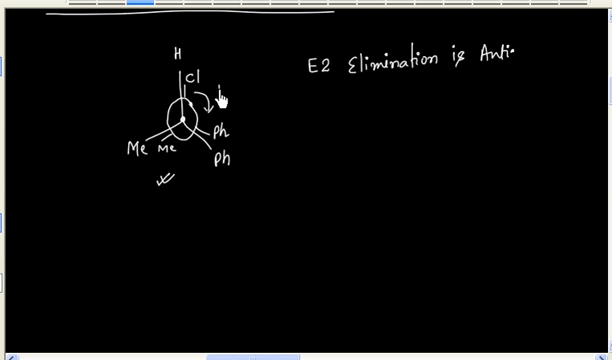 H
Cl
E2 Elimination is Anti.
Ph
Me Me
Ph